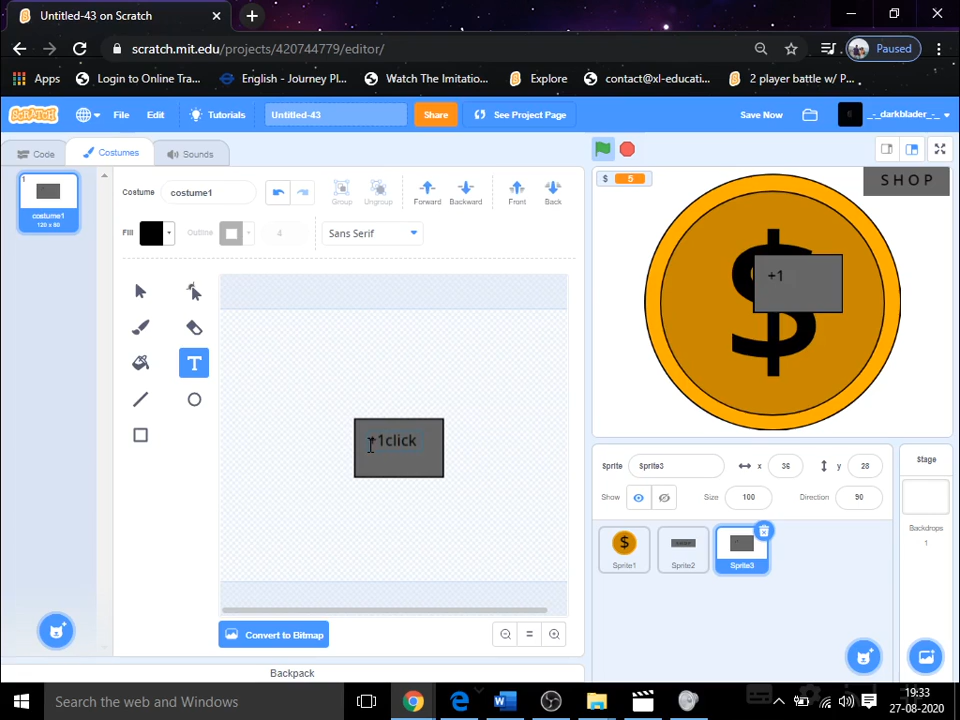 Untitled-43 on Scratch
scratch.mit.edu/projects/420744779/editor/
Paused
Apps
Login to Online Tra...
English - Journey Pl...
Watch The Imitatio...
Explore
contact@xl-educati...
2 player battle w/ P...
SCRATCH
File
Edit
Tutorials
Untitled-43
Share
See Project Page
Save Now
_-_darkblader_-_
Code
Costumes
Sounds
1
costume1
120 x 80
Costume
costume1
Group
Ungroup
Forward
Backward
Front
Back
Fill
Outline
4
Sans Serif
T
+1click
Convert to Bitmap
Backpack
$ 5
SHOP
$
+1
Sprite
Sprite3
x
36
y
28
Show
Size
100
Direction
90
Stage
Backdrops
1
$
Sprite1
Sprite2
Sprite3
Search the web and Windows
19:33
27-08-2020